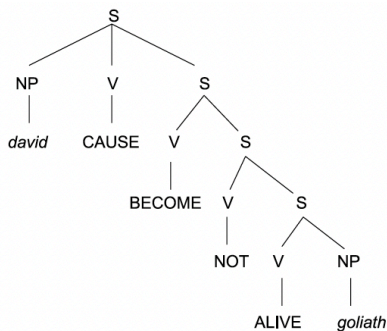 S
NP V S
david CAUSE V S
BECOME V S
NOT V NP
ALIVE goliath